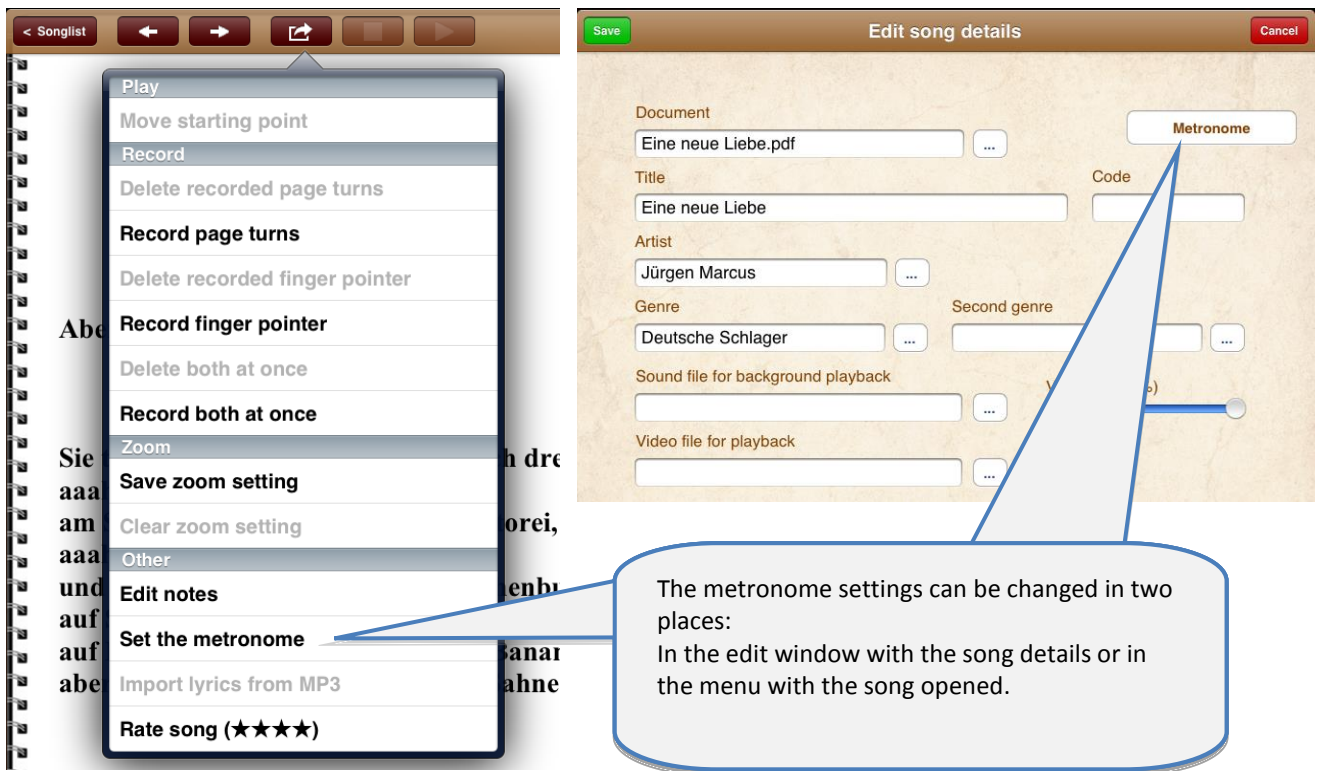 < Songlist
Play
Move starting point
Record
Delete recorded page turns
Record page turns
Delete recorded finger pointer
Record finger pointer
Delete both at once
Record both at once
Zoom
Save zoom setting
Clear zoom setting
Other
Edit notes
Set the metronome
Import lyrics from MP3
Rate song (★★★★)
Sie
am
und
auf
auf
Save
Edit song details
Cancel
Document
Metronome
Eine neue Liebe.pdf
...
Title
Code
Eine neue Liebe
Artist
Jürgen Marcus
...
Genre
Second genre
Deutsche Schlager
...
...
Sound file for background playback
...
Video file for playback
...
The metronome settings can be changed in two
places:
In the edit window with the song details or in
the menu with the song opened.